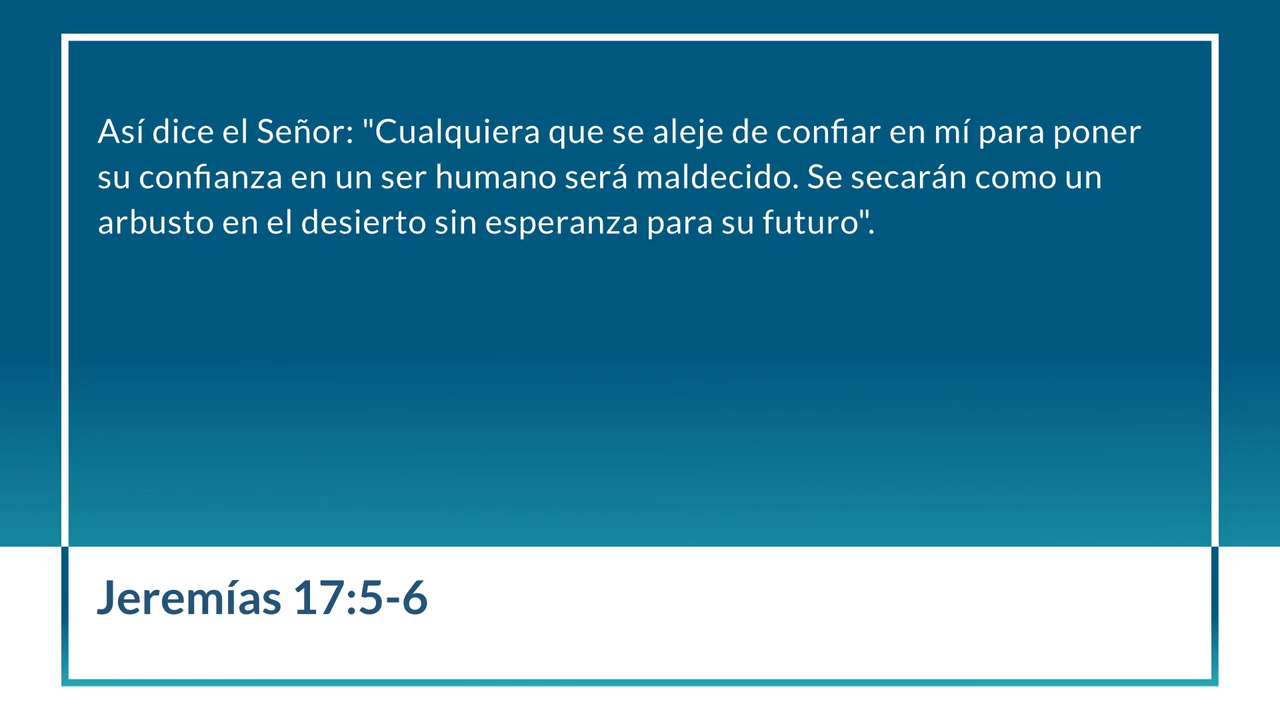 Así dice el Señor: "Cualquiera que se aleje de confiar en mí para poner
su confianza en un ser humano será maldecido. Se secarán como un
arbusto en el desierto sin esperanza para su futuro".
Jeremías 17:5-6